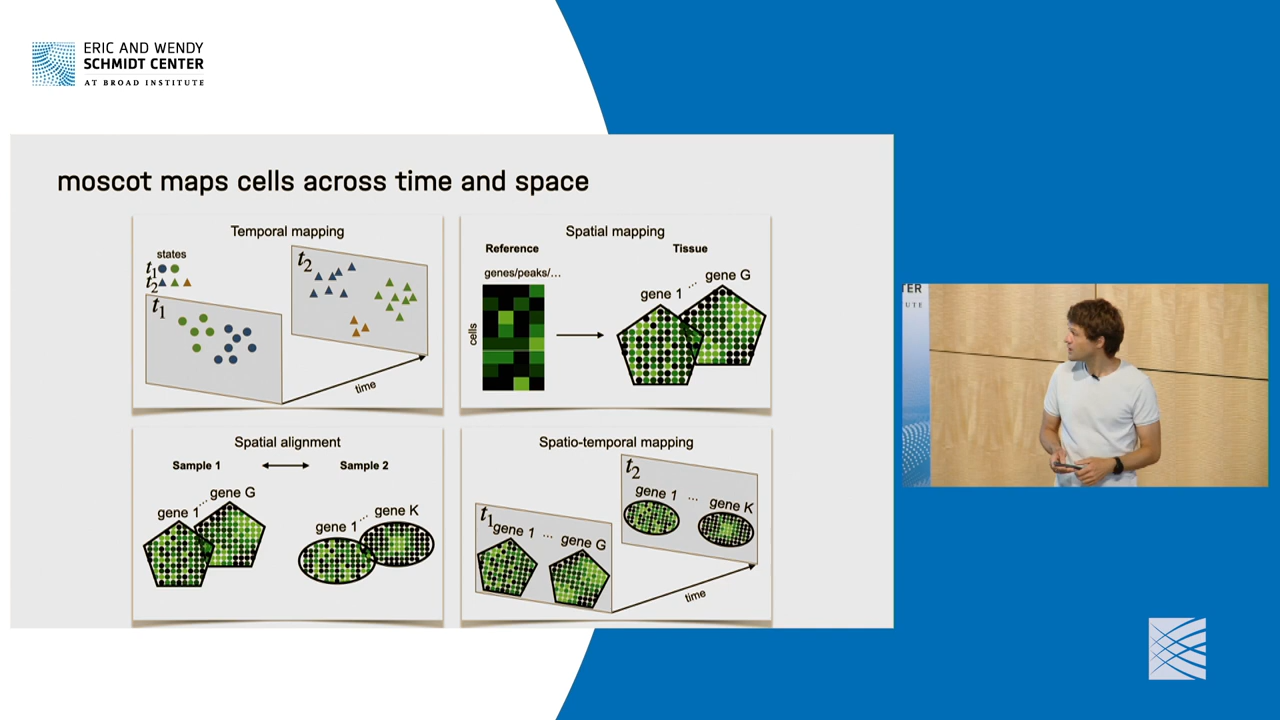 ERIC AND WENDY
SCHMIDT CENTER
AT BROAD INSTITUTE
moscot maps cells across time and space
Temporal mapping
states
t1
t2
t1
t2
time
Spatial mapping
Reference
Tissue
genes/peaks/...
cells
gene 1 ... gene G
Spatial alignment
Sample 1
Sample 2
gene 1 ... gene G
gene 1 ... gene K
Spatio-temporal mapping
t1
gene 1 ... gene G
t2
gene 1 ... gene K
time
TER
UTE